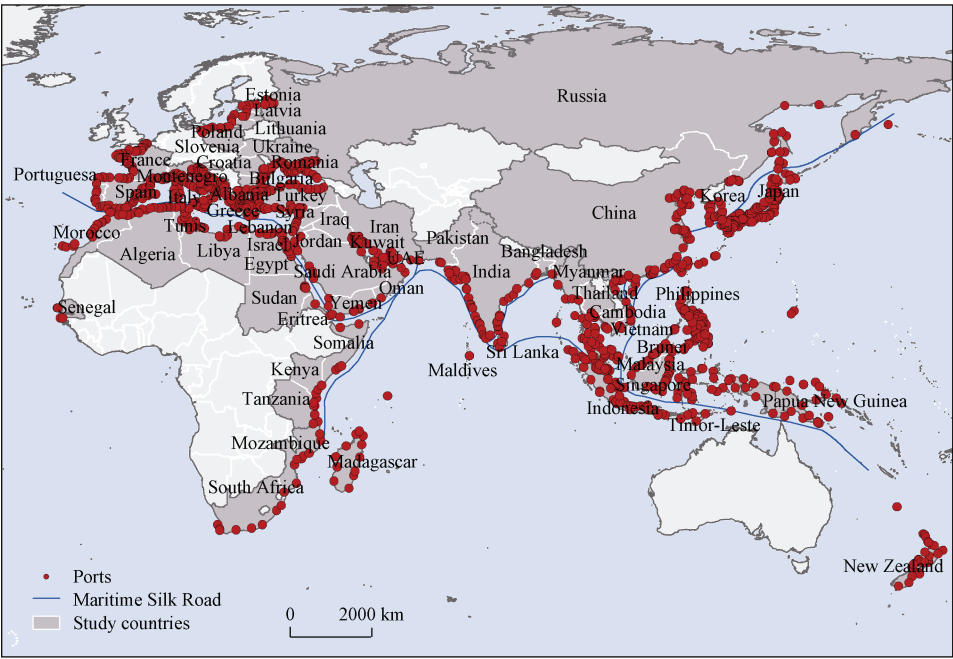 Estonia
Latvia
Russia
Poland
Lithuania
Slovenia
Ukraine
France
Croatia
Romania
Portuguesa
Montenegro
Bulgaria
Spain
Italy
Albania
Turkey
Korea
Japan
Greece
Syria
China
Morocco
Tunis
Lebanon
Iraq
Iran
Pakistan
Algeria
Libya
Israel
Jordan
Kuwait
Bangladesh
Egypt
UAE
Saudi Arabia
India
Myanmar
Senegal
Sudan
Yemen
Oman
Thailand
Philippines
Eritrea
Cambodia
Somalia
Vietnam
Sri Lanka
Brunei
Kenya
Maldives
Malaysia
Singapore
Tanzania
Indonesia
Papua New Guinea
Timor-Leste
Mozambique
Madagascar
South Africa
New Zealand
Ports
Maritime Silk Road
Study countries
0 2000 km